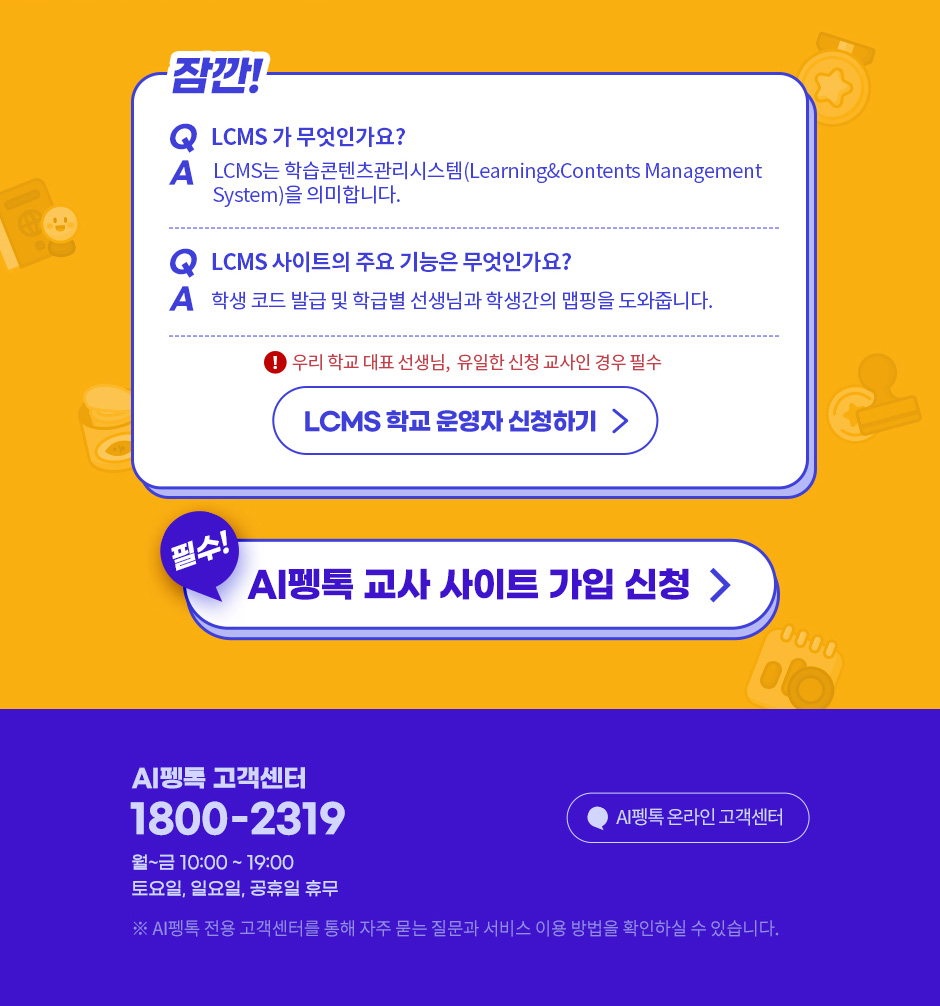 잠깐!
Q LCMS 가 무엇인가요?
A LCMS는 학습콘텐츠관리시스템(Learning&Contents Management
System)을 의미합니다.
Q LCMS 사이트의 주요 기능은 무엇인가요?
A 학생 코드 발급 및 학급별 선생님과 학생간의 맵핑을 도와줍니다.
! 우리 학교 대표 선생님, 유일한 신청 교사인 경우 필수
LCMS 학교 운영자 신청하기 >
필수!
AI펭톡 교사 사이트 가입 신청 >
AI펭톡 고객센터
1800-2319
월~금 10:00 ~ 19:00
토요일, 일요일, 공휴일 휴무
AI펭톡 온라인 고객센터
※ AI펭톡 전용 고객센터를 통해 자주 묻는 질문과 서비스 이용 방법을 확인하실 수 있습니다.